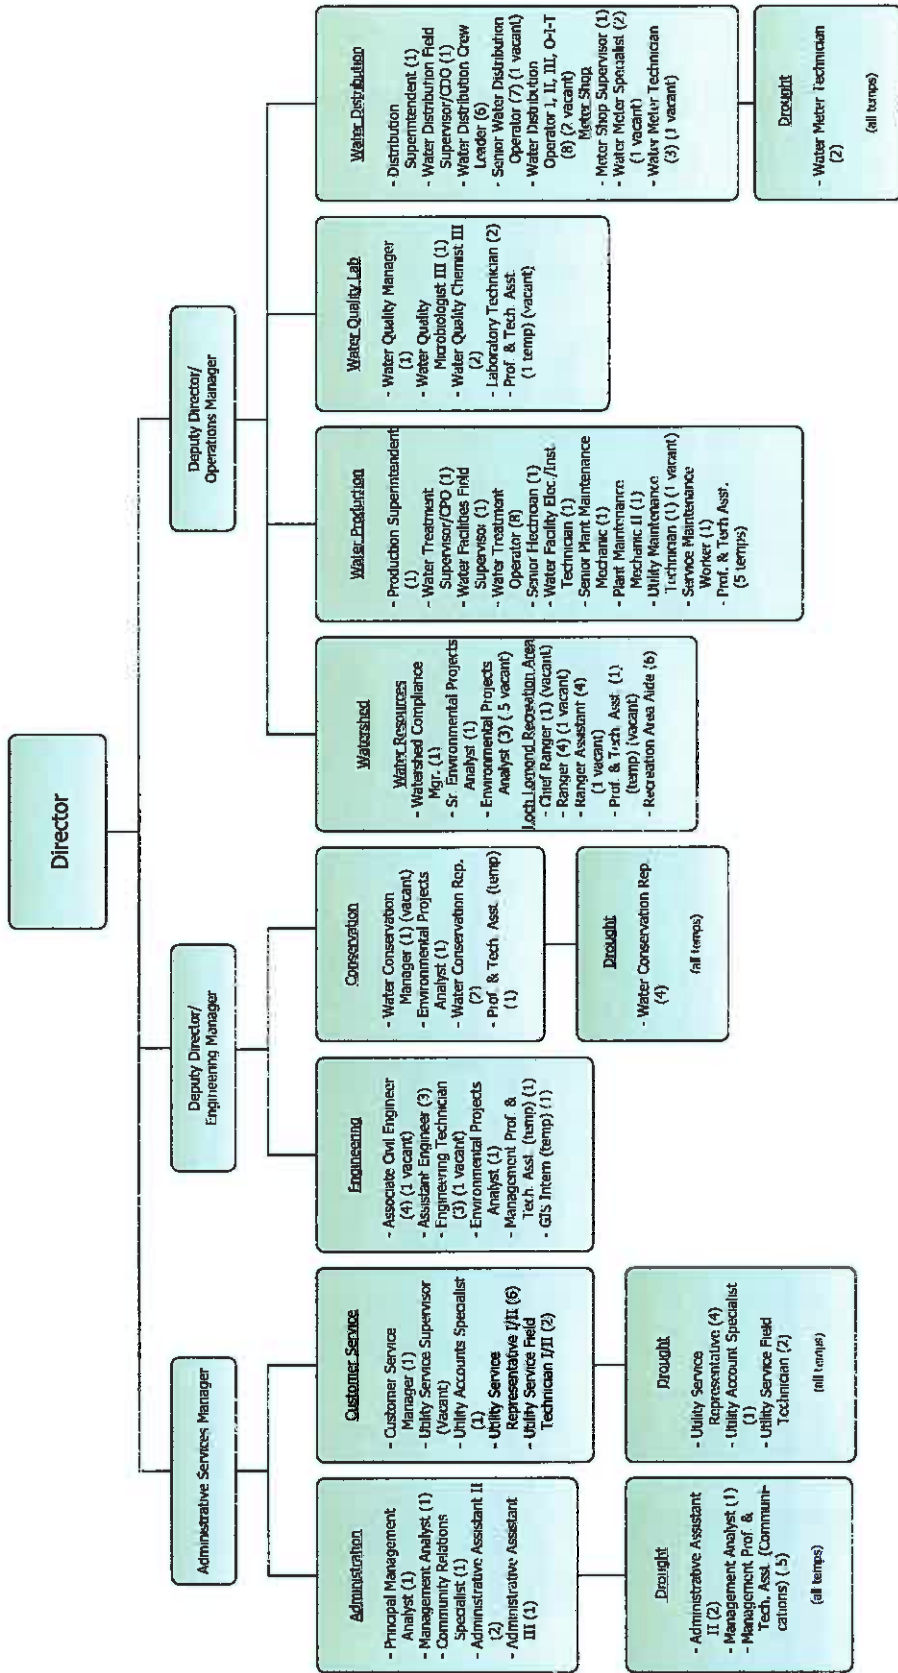 Director
Administrative Services Manager
Deputy Director/
Engineering Manager
Deputy Director/
Operations Manager
Administration
- Principal Management
Analyst (1)
- Management Analyst (1)
- Community Relations
Specialist (1)
- Administrative Assistant II
(2)
- Administrative Assistant
III (1)
Drought
- Administrative Assistant
II (2)
- Management Analyst (1)
- Management Prof. &
Tech. Asst. (Communi-
cations) (.5)
(all temps)
Customer Service
- Customer Service
Manager (1)
- Utility Service Supervisor
(Vacant)
- Utility Accounts Specialist
(1)
- Utility Service
Representative I/II (6)
- Utility Service Field
Technician I/II (2)
Drought
- Utility Service
Representative (4)
- Utility Account Specialist
(1)
- Utility Service Field
Technician (2)
(all temps)
Engineering
- Associate Civil Engineer
(4) (1 vacant)
- Assistant Engineer (3)
- Engineering Technician
(3) (1 vacant)
- Environmental Projects
Analyst (1)
- Management Prof. &
Tech. Asst. (temp) (1)
- GIS Intern (temp) (1)
Conservation
- Water Conservation
Manager (1) (vacant)
- Environmental Projects
Analyst (1)
- Water Conservation Rep.
(2)
- Prof. & Tech. Asst. (temp)
(1)
Drought
- Water Conservation Rep.
(4)
(all temps)
Watershed
Water Resources
- Watershed Compliance
Mgr. (1)
- Sr. Environmental Projects
Analyst (1)
- Environmental Projects
Analyst (3) (.5 vacant)
Loch Lomond Recreation Area
- Chief Ranger (1) (vacant)
- Ranger (4) (1 vacant)
- Ranger Assistant (4)
(1 vacant)
- Prof. & Tech. Asst. (1)
(temp) (vacant)
- Recreation Area Aide (6)
Water Production
- Production Superintendent
(1)
- Water Treatment
Supervisor/CPO (1)
- Water Facilities Field
Supervisor (1)
- Water Treatment
Operator (8)
- Senior Electrician (1)
- Water Facility Elec./Inst.
Technician (1)
- Senior Plant Maintenance
Mechanic (1)
- Plant Maintenance
Mechanic II (1)
- Utility Maintenance
Technician (1) (1 vacant)
- Service Maintenance
Worker (1)
- Prof. & Tech Asst.
(5 temps)
Water Quality Lab
- Water Quality Manager
(1)
- Water Quality
Microbiologist III (1)
- Water Quality Chemist III
(2)
- Laboratory Technician (2)
- Prof. & Tech. Asst.
(1 temp) (vacant)
Water Distribution
- Distribution
Superintendent (1)
- Water Distribution Field
Supervisor/CDO (1)
- Water Distribution Crew
Leader (6)
- Senior Water Distribution
Operator (7) (1 vacant)
- Water Distribution
Operator I, II, III, O-I-T
(8) (2 vacant)
Meter Shop
- Meter Shop Supervisor (1)
- Water Meter Specialist (2)
(1 vacant)
- Water Meter Technician
(3) (1 vacant)
Drought
- Water Meter Technician
(2)
(all temps)